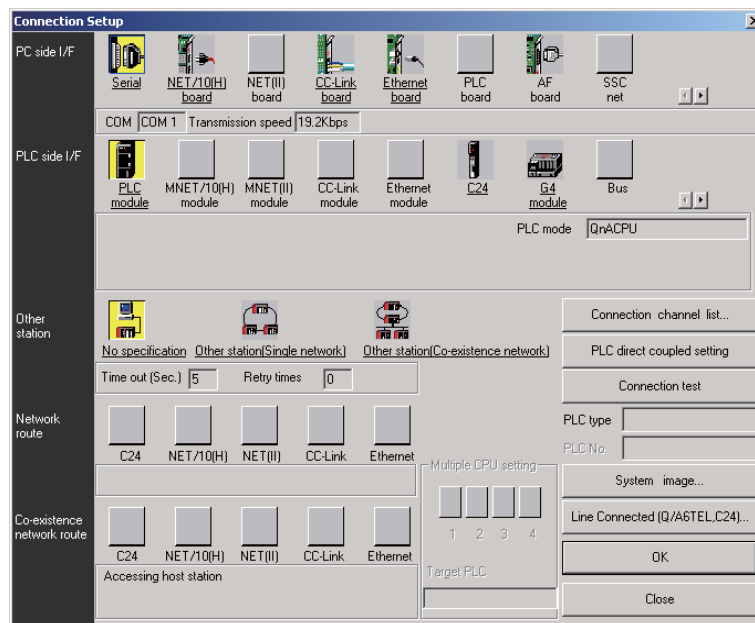 Connection Setup
PC side I/F
Serial
NET/10(H) board
NET(II) board
CC-Link board
Ethernet board
PLC board
AF board
SSC net
COM COM 1 Transmission speed 19.2Kbps
PLC side I/F
PLC module
MNET/10(H) module
MNET(II) module
CC-Link module
Ethernet module
C24
G4 module
Bus
PLC mode QnACPU
Other station
No specification Other station(Single network) Other station(Co-existence network)
Time out (Sec.) 5 Retry times 0
Connection channel list...
PLC direct coupled setting
Connection test
PLC type
PLC No.
System image...
Line Connected (Q/A6TEL,C24)...
OK
Close
Network route
C24 NET/10(H) NET(II) CC-Link Ethernet
Multiple CPU setting
1 2 3 4
Target PLC
Co-existence network route
C24 NET/10(H) NET(II) CC-Link Ethernet
Accessing host station